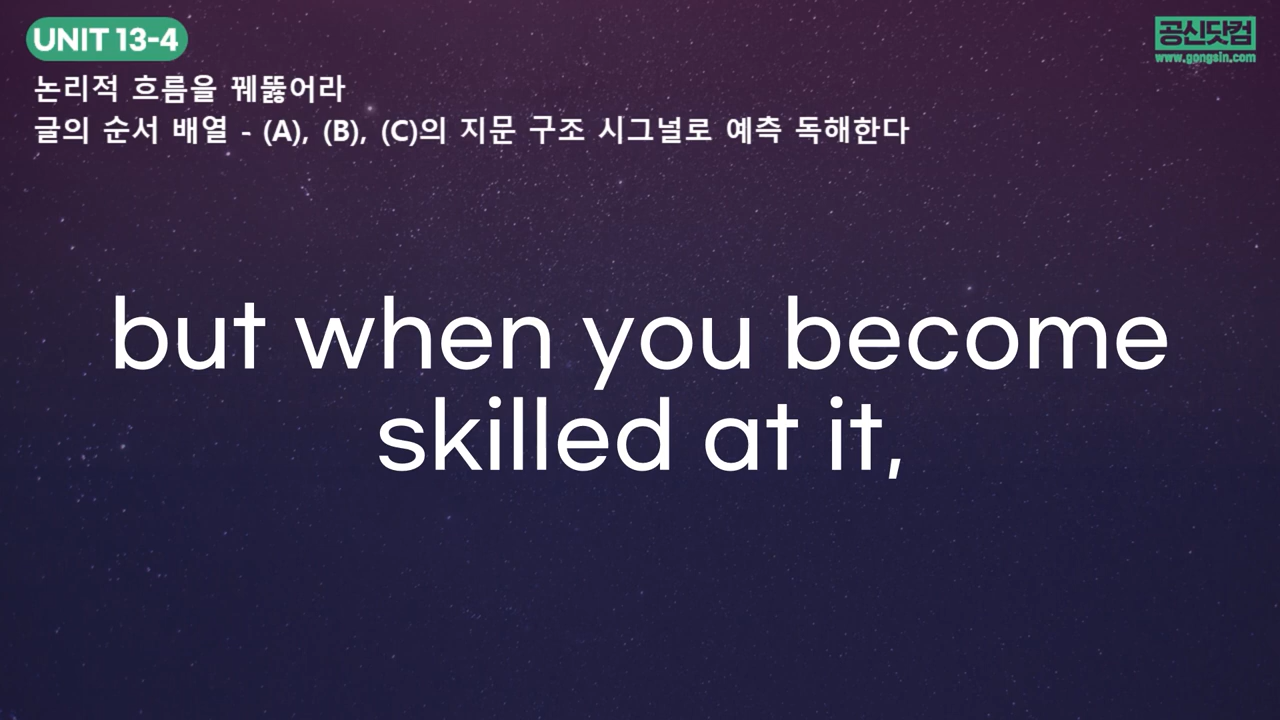 UNIT 13-4
공신닷컴
www.gongsin.com
논리적 흐름을 꿰뚫어라
글의 순서 배열 - (A), (B), (C)의 지문 구조 시그널로 예측 독해한다
but when you become
skilled at it,